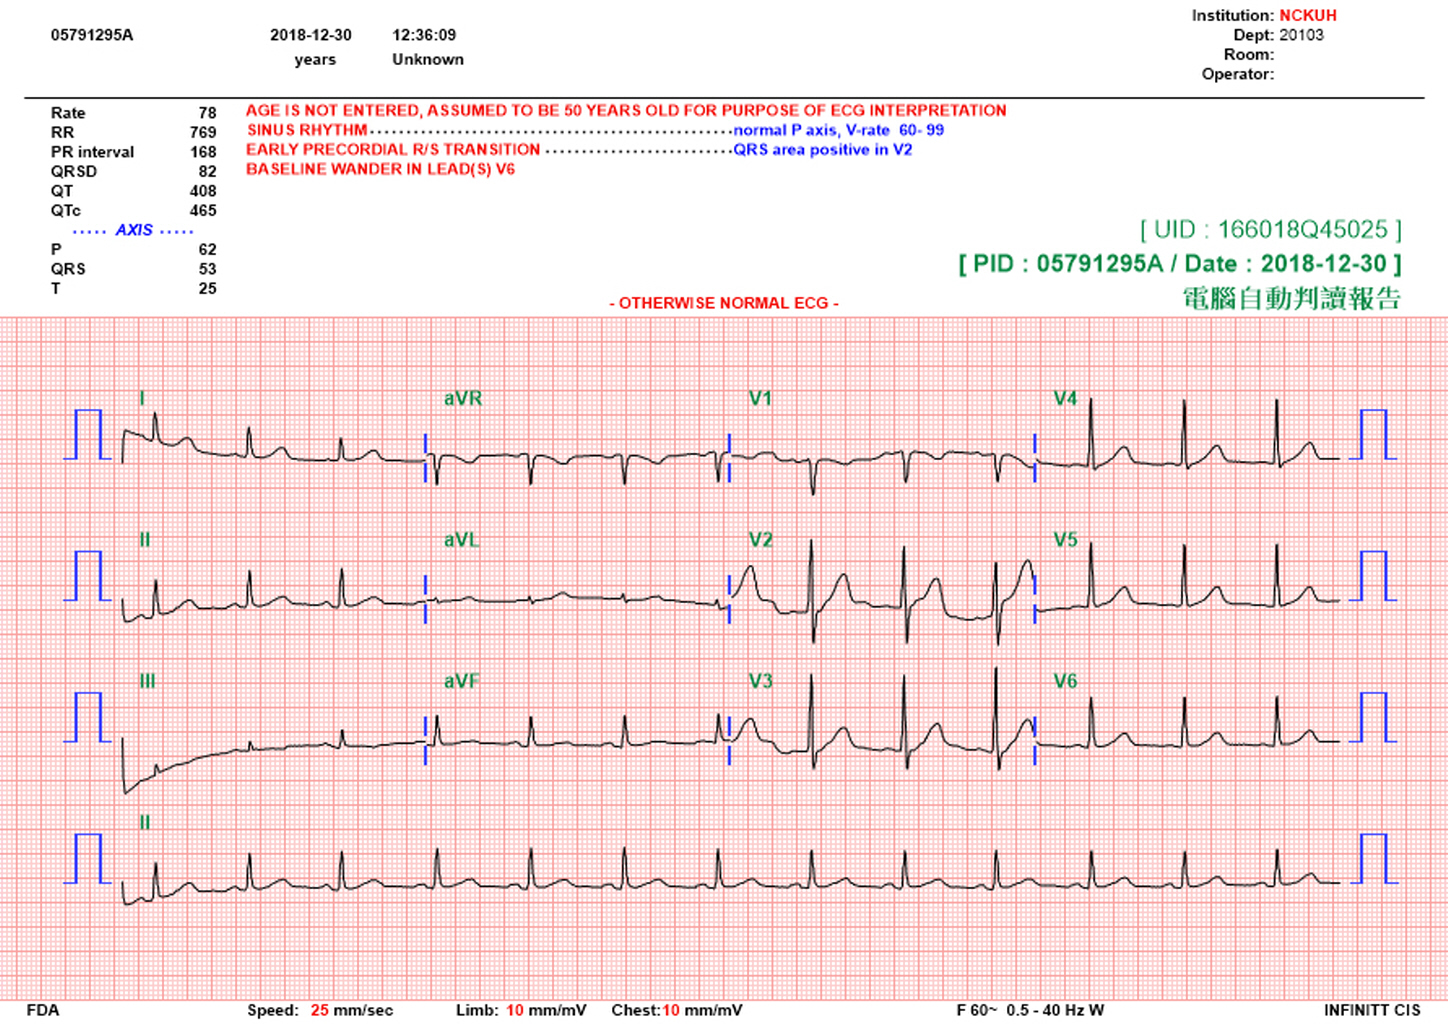 Institution: NCKUH
05791295A 2018-12-30 12:36:09 Dept: 20103
years Unknown Room:
Operator:
Rate 78 AGE IS NOT ENTERED, ASSUMED TO BE 50 YEARS OLD FOR PURPOSE OF ECG INTERPRETATION
RR 769 SINUS RHYTHM normal P axis, V-rate 60- 99
PR interval 168 EARLY PRECORDIAL R/S TRANSITION QRS area positive in V2
QRSD 82 BASELINE WANDER IN LEAD(S) V6
QT 408
QTc 465
..... AXIS .....
[ UID : 166018Q45025 ]
P 62
QRS 53
[ PID : 05791295A / Date : 2018-12-30 ]
T 25
電腦自動判讀報告
- OTHERWISE NORMAL ECG -
I aVR V1 V4
II aVL V2 V5
III aVF V3 V6
II
FDA Speed: 25 mm/sec Limb: 10 mm/mV Chest:10 mm/mV F 60~ 0.5 - 40 Hz W INFINITT CIS